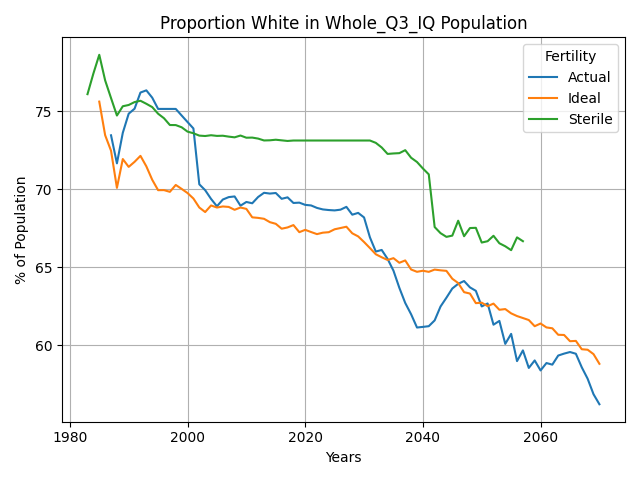 Proportion White in Whole_Q3_IQ Population
Fertility
Actual
Ideal
Sterile
% of Population
75
70
65
60
1980
2000
2020
2040
2060
Years